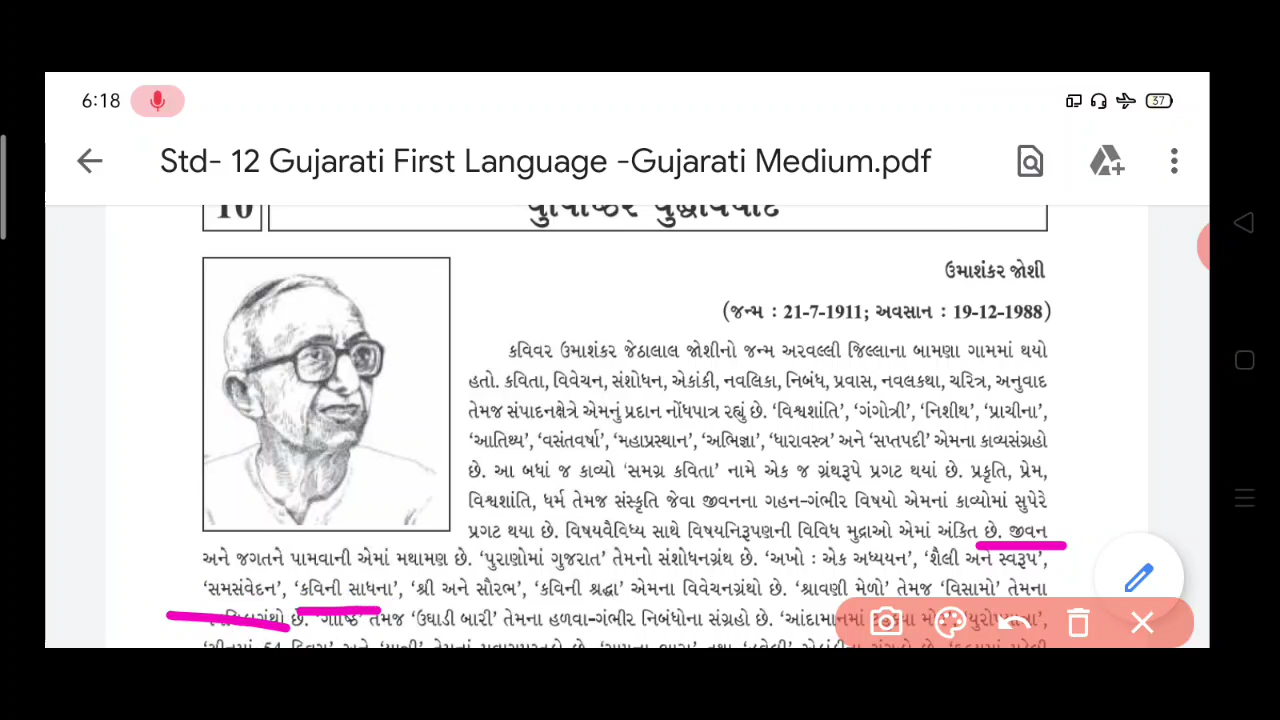 6:18
37
Std- 12 Gujarati First Language -Gujarati Medium.pdf
10
ઉમાશંકર જોશી
(જન્મ : 21-7-1911; અવસાન : 19-12-1988)
કવિવર ઉમાશંકર જેઠાલાલ જોશીનો જન્મ અરવલ્લી જિલ્લાના બામણા ગામમાં થયો
હતો. કવિતા, વિવેચન, સંશોધન, એકાંકી, નવલિકા, નિબંધ, પ્રવાસ, નવલકથા, ચરિત્ર, અનુવાદ
તેમજ સંપાદનક્ષેત્રે એમનું પ્રદાન નોંધપાત્ર રહ્યું છે. ‘વિશ્વશાંતિ’, ‘ગંગોત્રી’, ‘નિશીથ’, ‘પ્રાચીના’,
‘આતિથ્ય’, ‘વસંતવર્ષા’, ‘મહાપ્રસ્થાન’, ‘અભિજ્ઞા’, ‘ધારાવસ્ત્ર’ અને ‘સપ્તપદી’ એમના કાવ્યસંગ્રહો
છે. આ બધાં જ કાવ્યો ‘સમગ્ર કવિતા’ નામે એક જ ગ્રંથરૂપે પ્રગટ થયાં છે. પ્રકૃતિ, પ્રેમ,
વિશ્વશાંતિ, ધર્મ તેમજ સંસ્કૃતિ જેવા જીવનના ગહન-ગંભીર વિષયો એમનાં કાવ્યોમાં સુપેરે
પ્રગટ થયા છે. વિષયવૈવિધ્ય સાથે વિષયનિરૂપણની વિવિધ મુદ્રાઓ એમાં અંકિત છે. જીવન
અને જગતને પામવાની એમાં મથામણ છે. ‘પુરાણોમાં ગુજરાત’ તેમનો સંશોધનગ્રંથ છે. ‘અખો : એક અધ્યયન’, ‘શૈલી અને સ્વરૂપ’,
‘સમસંવેદન’, ‘કવિની સાધના’, ‘શ્રી અને સૌરભ’, ‘કવિની શ્રદ્ધા’ એમના વિવેચનગ્રંથો છે. ‘શ્રાવણી મેળો’ તેમજ ‘વિસામો’ તેમના
છે. ‘ગોષ્ઠિ’ તેમજ ‘ઉઘાડી બારી’ તેમના હળવા-ગંભીર નિબંધોના સંગ્રહો છે. ‘આંદામાનમાં